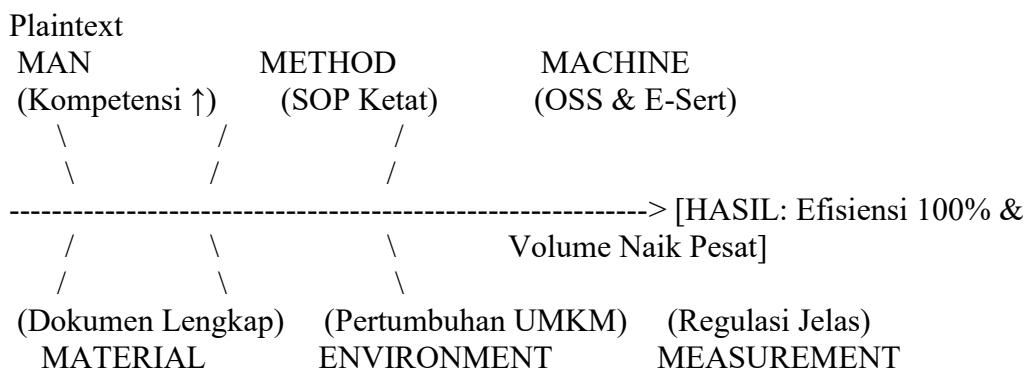 Plaintext
MAN METHOD MACHINE
(Kompetensi ↑) (SOP Ketat) (OSS & E-Sert)
\ / /
\ / /
-------------------------------------------------------------> [HASIL: Efisiensi 100% &
/ \ \ Volume Naik Pesat]
/ \ \
(Dokumen Lengkap) (Pertumbuhan UMKM) (Regulasi Jelas)
MATERIAL ENVIRONMENT MEASUREMENT